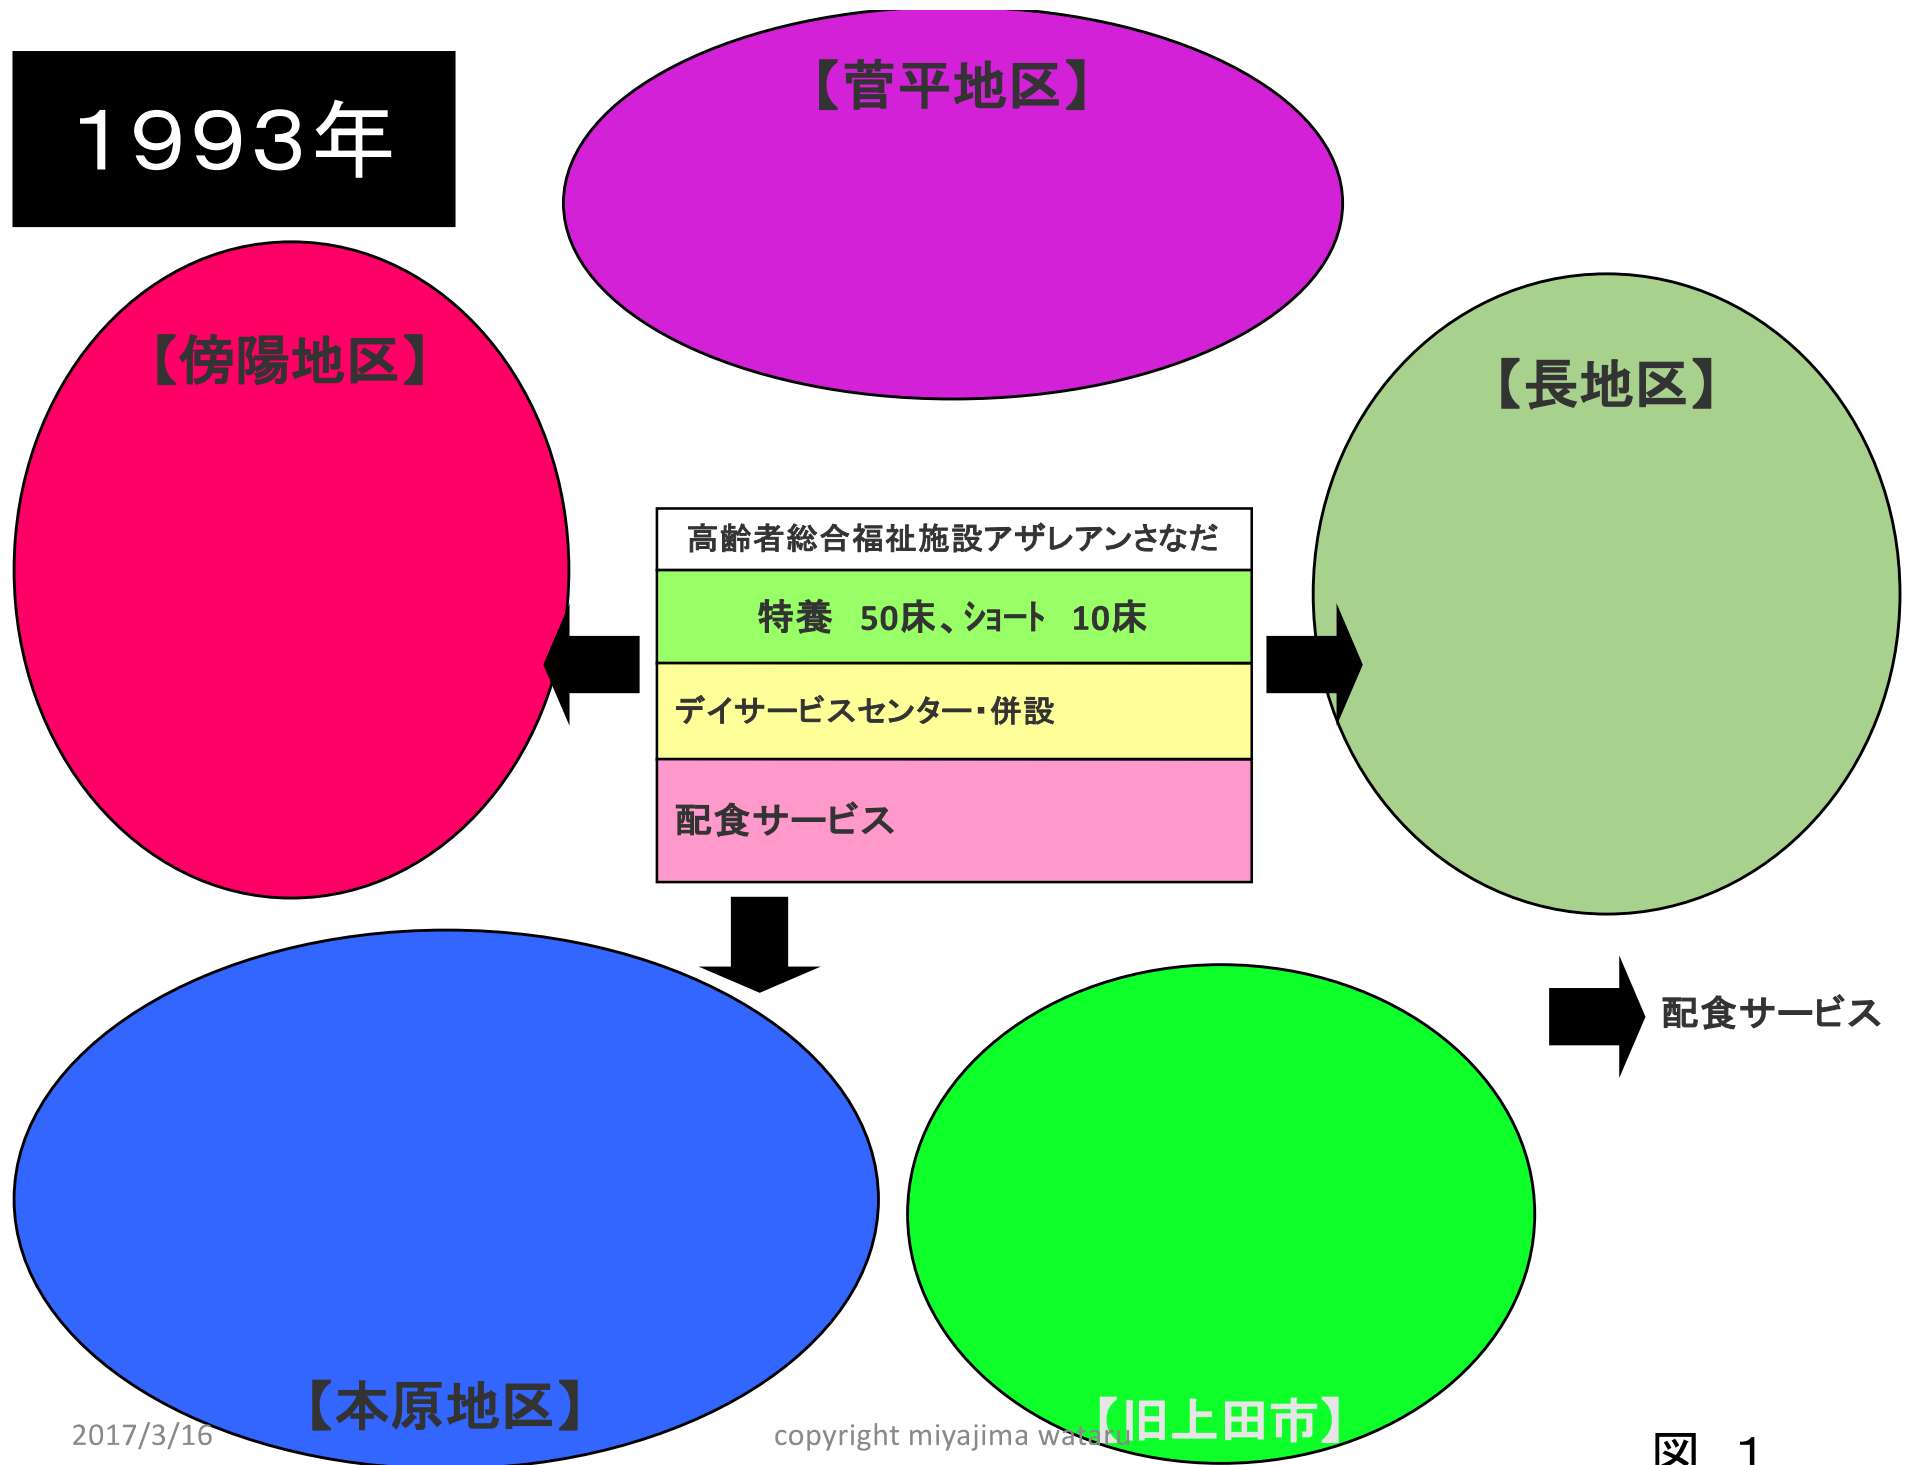 【菅平地区】
１９９３年
【傍陽地区】
【長地区】
高齢者総合福祉施設アザレアンさなだ
特養　50床、ショート　10床
デイサービスセンター・併設
配食サービス
配食サービス
【本原地区】
【旧上田市】
2017/3/16
copyright miyajima wataru
図　１